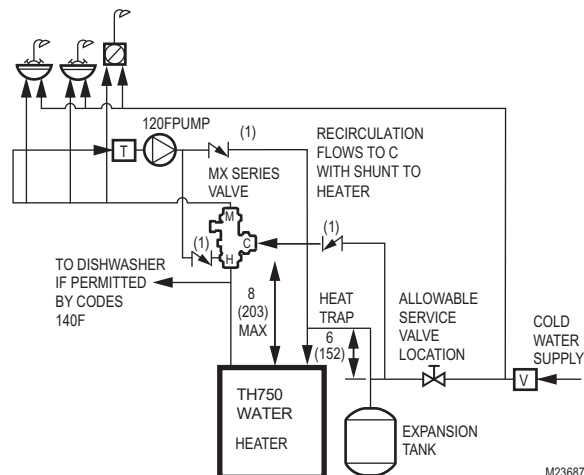 120FPUMP
(1)
RECIRCULATION
FLOWS TO C
WITH SHUNT TO
HEATER
T
MX SERIES
VALVE
M
(1)
C
(1)
H
TO DISHWASHER
IF PERMITTED
BY CODES
140F
8
(203)
MAX
HEAT
TRAP
6
(152)
ALLOWABLE
SERVICE
VALVE
LOCATION
COLD
WATER
SUPPLY
V
TH750
WATER
HEATER
EXPANSION
TANK
M23687